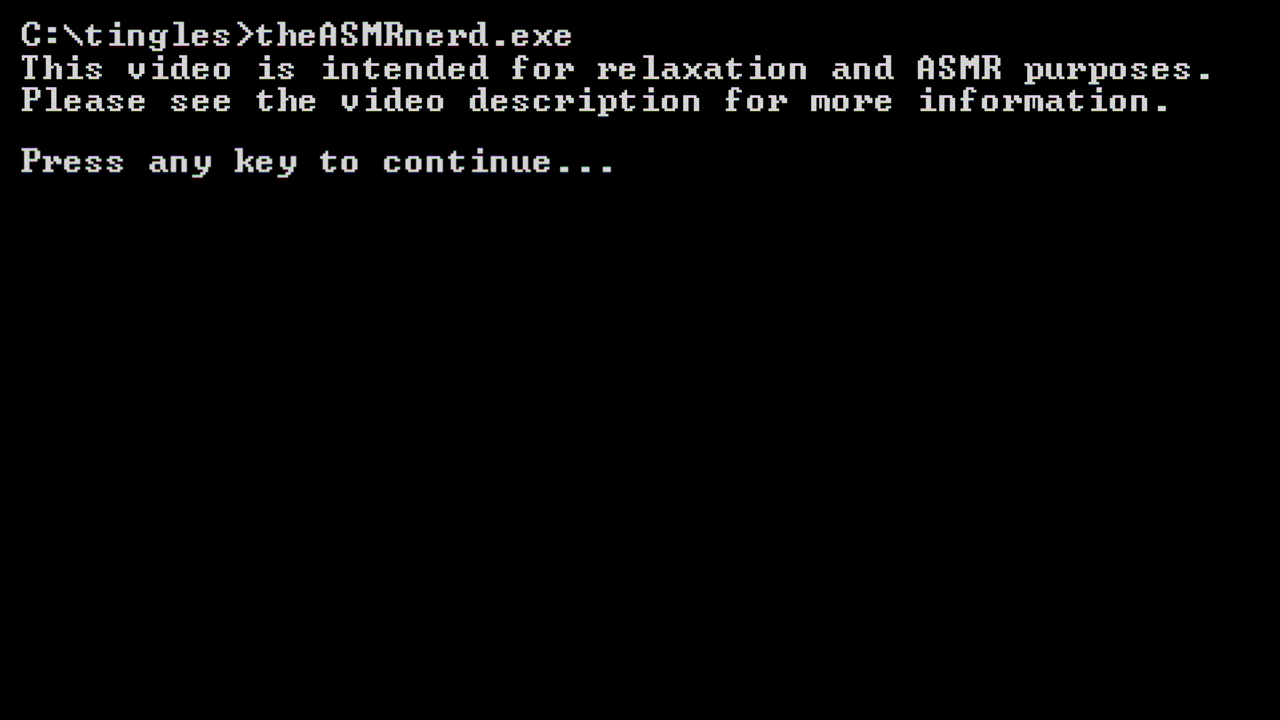 C:\tingles>theASMRnerd.exe
This video is intended for relaxation and ASMR purposes.
Please see the video description for more information.
Press any key to continue...